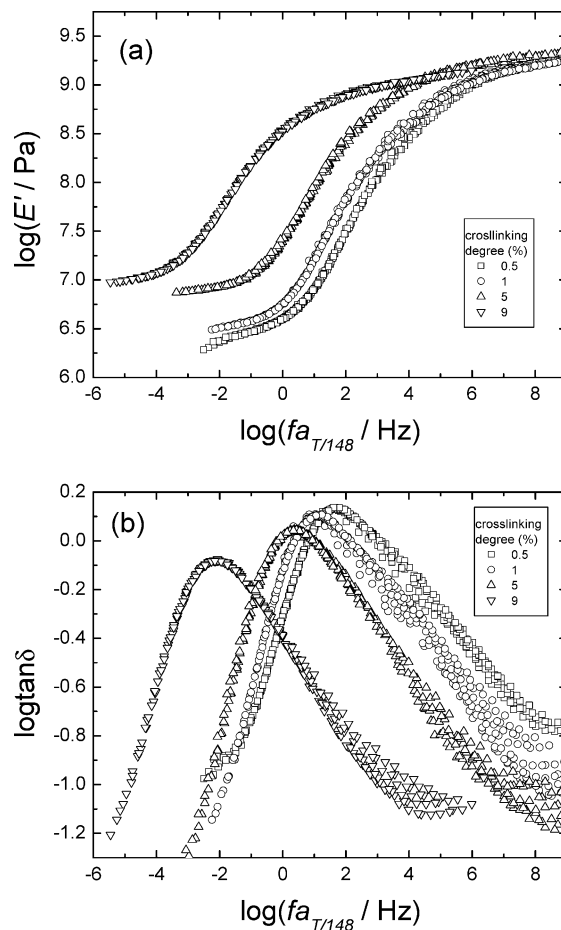 (a)
9.5
9.0
8.5
8.0
7.5
7.0
6.5
6.0
log(E' / Pa)
crosllinking
degree (%)
0.5
1
5
9
-6 -4 -2 0 2 4 6 8
log(fa_{T/148} / Hz)
(b)
0.2
0.0
-0.2
-0.4
-0.6
-0.8
-1.0
-1.2
logtanδ
crosslinking
degree (%)
0.5
1
5
9
-6 -4 -2 0 2 4 6 8
log(fa_{T/148} / Hz)